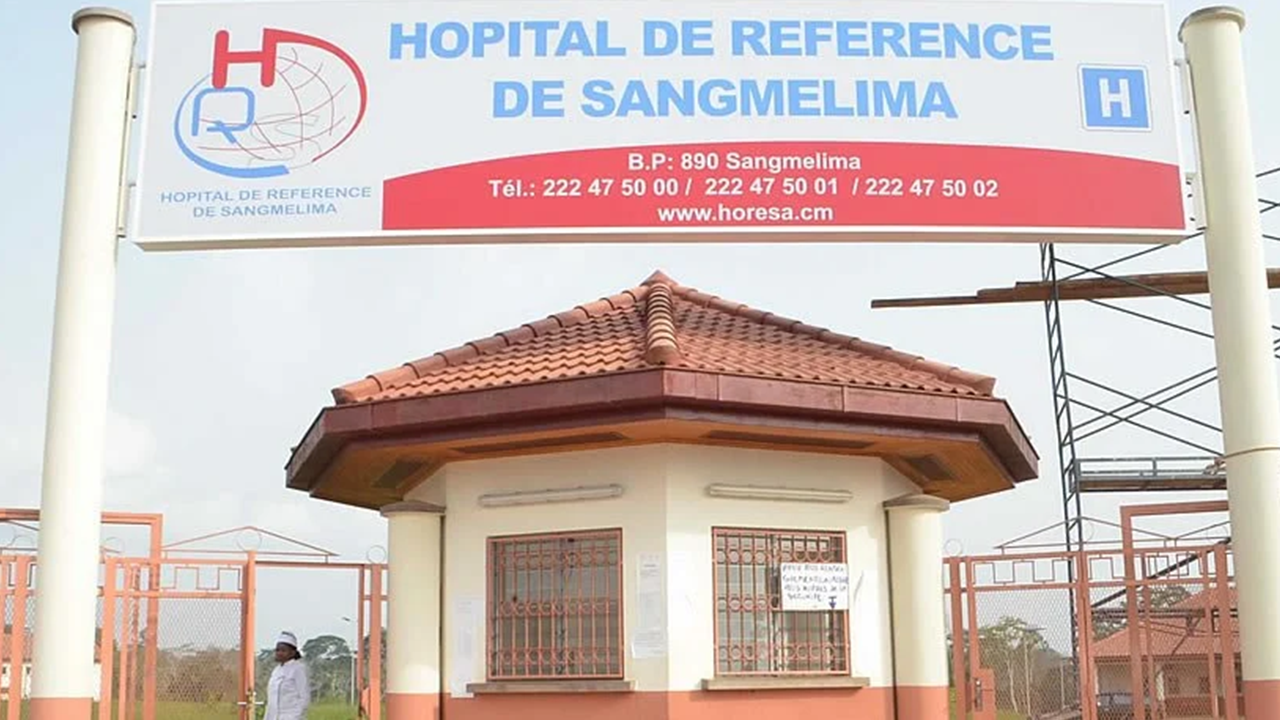 HOPITAL DE REFERENCE
DE SANGMELIMA
H
HRD
HOPITAL DE REFERENCE
DE SANGMELIMA
B.P: 890 Sangmelima
Tél.: 222 47 50 00 / 222 47 50 01 / 222 47 50 02
www.horesa.cm